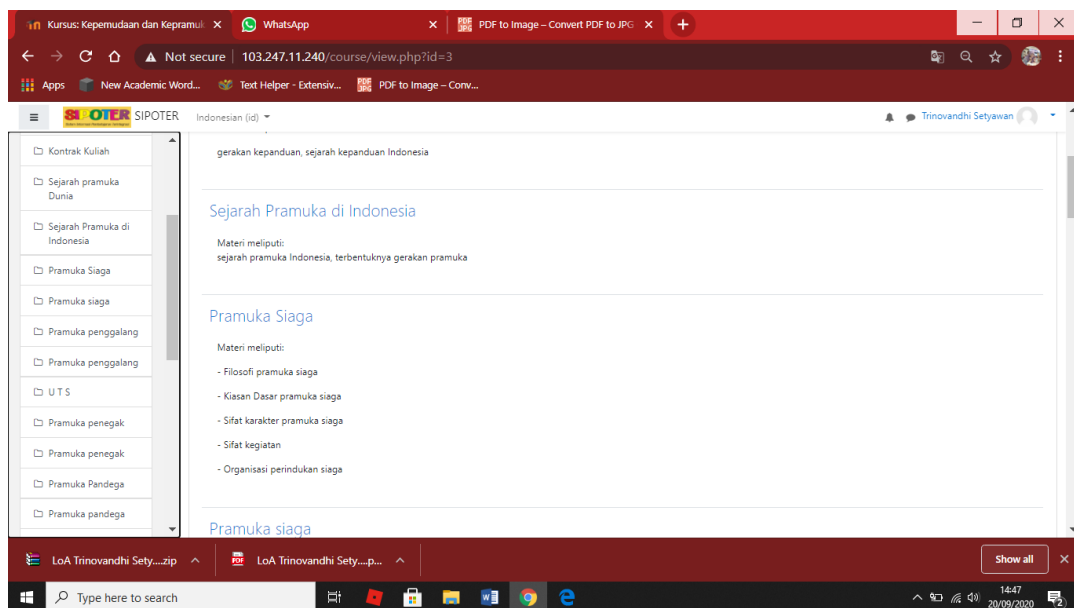 Kursus: Kepemudaan dan Kepramuk
WhatsApp
PDF to Image – Convert PDF to JPG
Not secure | 103.247.11.240/course/view.php?id=3
Apps
New Academic Word...
Text Helper - Extensiv...
PDF to Image – Conv...
SIPOTER
Indonesian (id)
Trinovandhi Setyawan
Kontrak Kuliah
Sejarah pramuka
Dunia
Sejarah Pramuka di
Indonesia
Pramuka Siaga
Pramuka siaga
Pramuka penggalang
Pramuka penggalang
U T S
Pramuka penegak
Pramuka penegak
Pramuka Pandega
Pramuka pandega
gerakan kepanduan, sejarah kepanduan Indonesia
Sejarah Pramuka di Indonesia
Materi meliputi:
sejarah pramuka Indonesia, terbentuknya gerakan pramuka
Pramuka Siaga
Materi meliputi:
- Filosofi pramuka siaga
- Kiasan Dasar pramuka siaga
- Sifat karakter pramuka siaga
- Sifat kegiatan
- Organisasi perindukan siaga
Pramuka siaga
LoA Trinovandhi Sety....zip
LoA Trinovandhi Sety....p...
Show all
Type here to search
14:47
20/09/2020